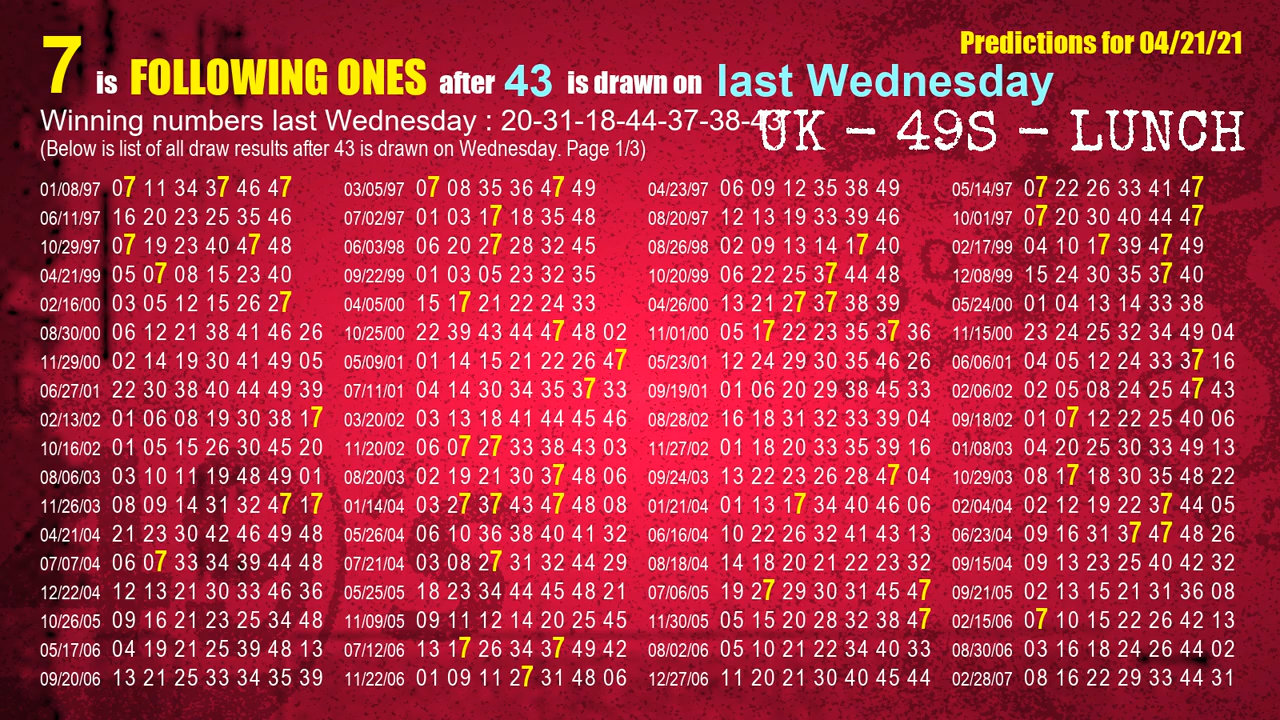 Predictions for 04/21/21
7 is FOLLOWING ONES after 43 is drawn on last Wednesday
Winning numbers last Wednesday : 20-31-18-44-37-38-43
UK - 49S - LUNCH
(Below is list of all draw results after 43 is drawn on Wednesday. Page 1/3)
01/08/97 07 11 34 37 46 47 03/05/97 07 08 35 36 47 49 04/23/97 06 09 12 35 38 49 05/14/97 07 22 26 33 41 47
06/11/97 16 20 23 25 35 46 07/02/97 01 03 17 18 35 48 08/20/97 12 13 19 33 39 46 10/01/97 07 20 30 40 44 47
10/29/97 07 19 23 40 47 48 06/03/98 06 20 27 28 32 45 08/26/98 02 09 13 14 17 40 02/17/99 04 10 17 39 47 49
04/21/99 05 07 08 15 23 40 09/22/99 01 03 05 23 32 35 10/20/99 06 22 25 37 44 48 12/08/99 15 24 30 35 37 40
02/16/00 03 05 12 15 26 27 04/05/00 15 17 21 22 24 33 04/26/00 13 21 27 37 38 39 05/24/00 01 04 13 14 33 38
08/30/00 06 12 21 38 41 46 26 10/25/00 22 39 43 44 47 48 02 11/01/00 05 17 22 23 35 37 36 11/15/00 23 24 25 32 34 49 04
11/29/00 02 14 19 30 41 49 05 05/09/01 01 14 15 21 22 26 47 05/23/01 12 24 29 30 35 46 26 06/06/01 04 05 12 24 33 37 16
06/27/01 22 30 38 40 44 49 39 07/11/01 04 14 30 34 35 37 33 09/19/01 01 06 20 29 38 45 33 02/06/02 02 05 08 24 25 47 43
02/13/02 01 06 08 19 30 38 17 03/20/02 03 13 18 41 44 45 46 08/28/02 16 18 31 32 33 39 04 09/18/02 01 07 12 22 25 40 06
10/16/02 01 05 15 26 30 45 20 11/20/02 06 07 27 33 38 43 03 11/27/02 01 18 20 33 35 39 16 01/08/03 04 20 25 30 33 49 13
08/06/03 03 10 11 19 48 49 01 08/20/03 02 19 21 30 37 48 06 09/24/03 13 22 23 26 28 47 04 10/29/03 08 17 18 30 35 48 22
11/26/03 08 09 14 31 32 47 17 01/14/04 03 27 37 43 47 48 08 01/21/04 01 13 17 34 40 46 06 02/04/04 02 12 19 22 37 44 05
04/21/04 21 23 30 42 46 49 48 05/26/04 06 10 36 38 40 41 32 06/16/04 10 22 26 32 41 43 13 06/23/04 09 16 31 37 47 48 26
07/07/04 06 07 33 34 39 44 48 07/21/04 03 08 27 31 32 44 29 08/18/04 14 18 20 21 22 23 32 09/15/04 09 13 23 25 40 42 32
12/22/04 12 13 21 30 33 46 36 05/25/05 18 23 34 44 45 48 21 07/06/05 19 27 29 30 31 45 47 09/21/05 02 13 15 21 31 36 08
10/26/05 09 16 21 23 25 34 48 11/09/05 09 11 12 14 20 25 45 11/30/05 05 15 20 28 32 38 47 02/15/06 07 10 15 22 26 42 13
05/17/06 04 19 21 25 39 48 13 07/12/06 13 17 26 34 37 49 42 08/02/06 05 10 21 22 34 40 33 08/30/06 03 16 18 24 26 44 02
09/20/06 13 21 25 33 34 35 39 11/22/06 01 09 11 27 31 48 06 12/27/06 11 20 21 30 40 45 44 02/28/07 08 16 22 29 33 44 31